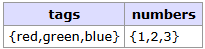 tags numbers
{red,green,blue} {1,2,3}